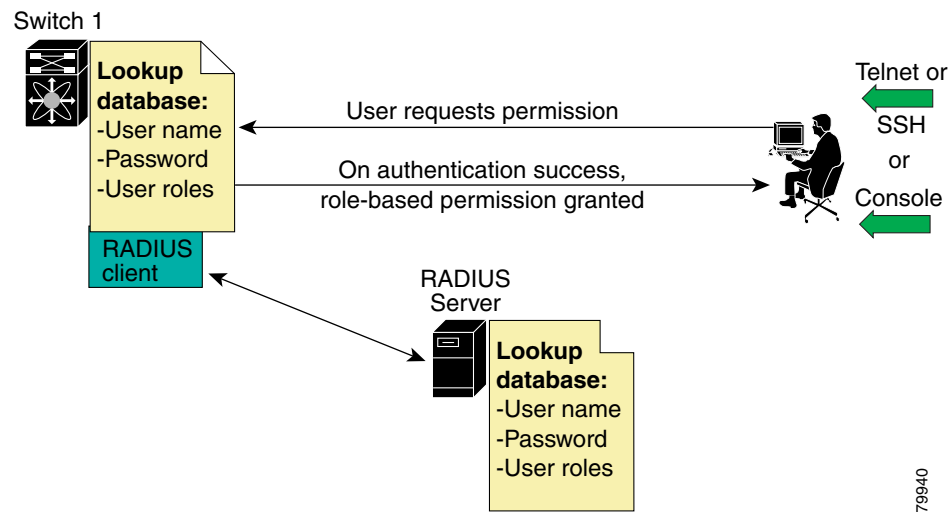 Switch 1
Lookup
database:
-User name
-Password
-User roles
RADIUS
client
User requests permission
On authentication success,
role-based permission granted
Telnet or
SSH
or
Console
RADIUS
Server
Lookup
database:
-User name
-Password
-User roles
79940